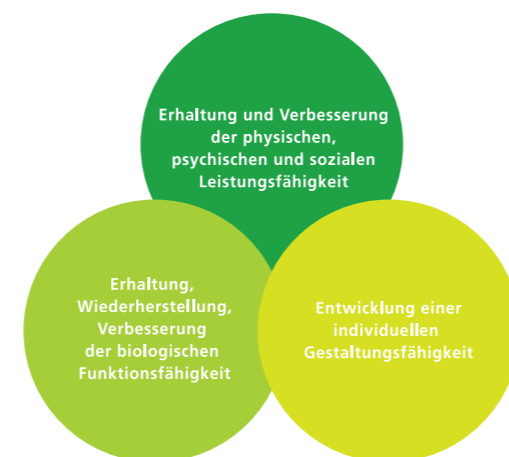 Erhaltung und Verbesserung
der physischen,
psychischen und sozialen
Leistungsfähigkeit
Erhaltung,
Wiederherstellung,
Verbesserung
der biologischen
Funktionsfähigkeit
Entwicklung einer
individuellen
Gestaltungsfähigkeit